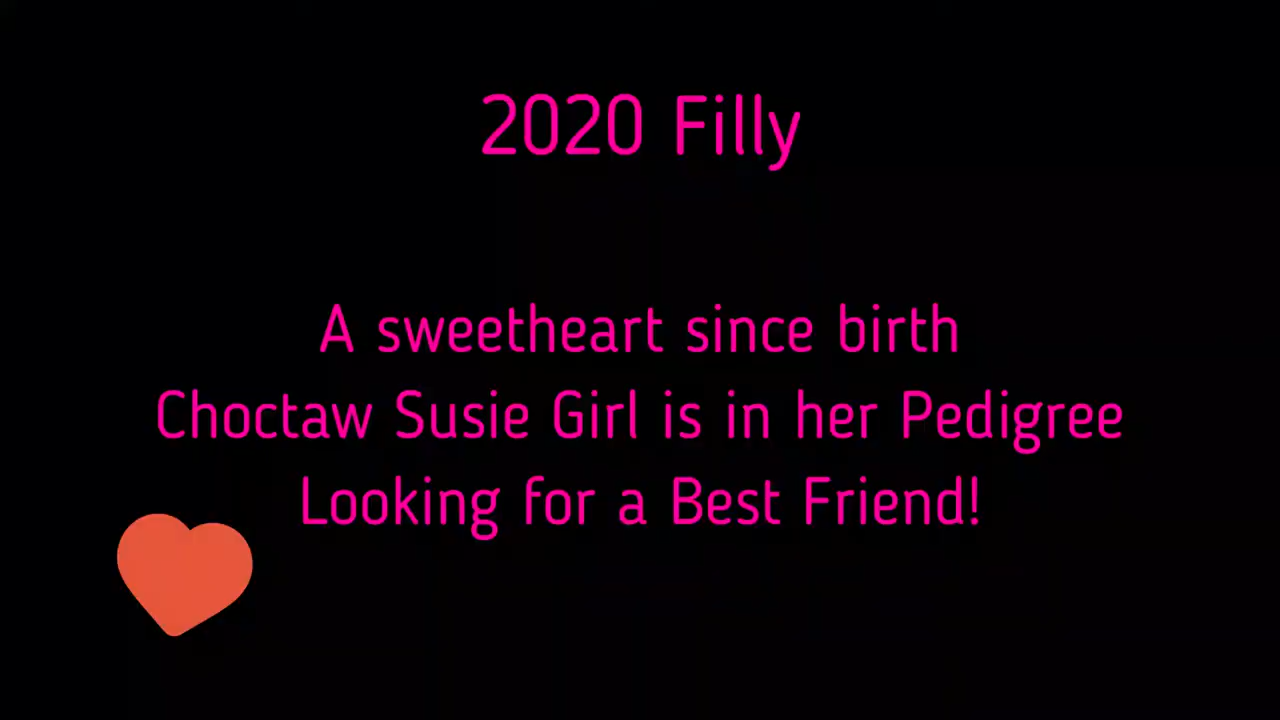 2020 Filly
A sweetheart since birth
Choctaw Susie Girl is in her Pedigree
Looking for a Best Friend!